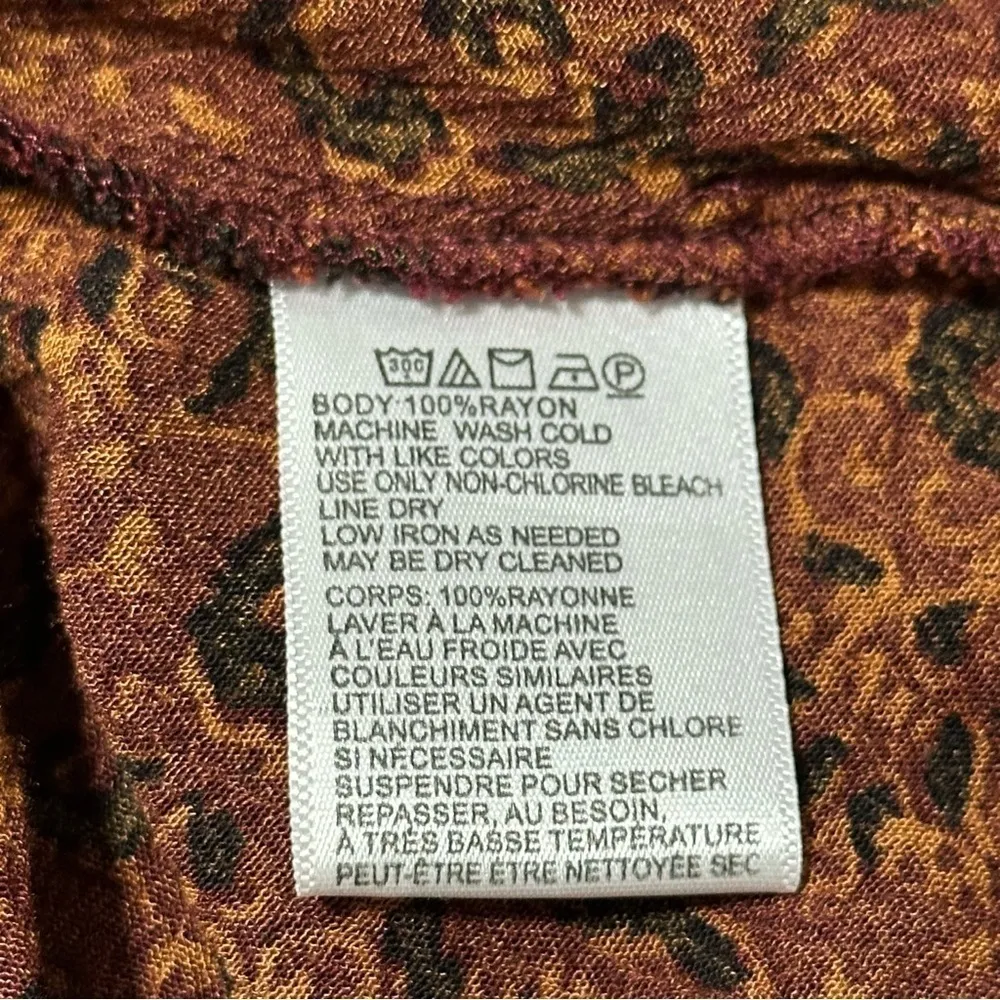 30C P
BODY: 100%RAYON
MACHINE WASH COLD
WITH LIKE COLORS
USE ONLY NON-CHLORINE BLEACH
LINE DRY
LOW IRON AS NEEDED
MAY BE DRY CLEANED
CORPS: 100%RAYONNE
LAVER À LA MACHINE
À L'EAU FROIDE AVEC
COULEURS SIMILAIRES
UTILISER UN AGENT DE
BLANCHIMENT SANS CHLORE
SI NÉCESSAIRE
SUSPENDRE POUR SECHER
REPASSER, AU BESOIN,
À TRÈS BASSE TEMPÉRATURE
PEUT-ÊTRE ÊTRE NETTOYÉE SEC